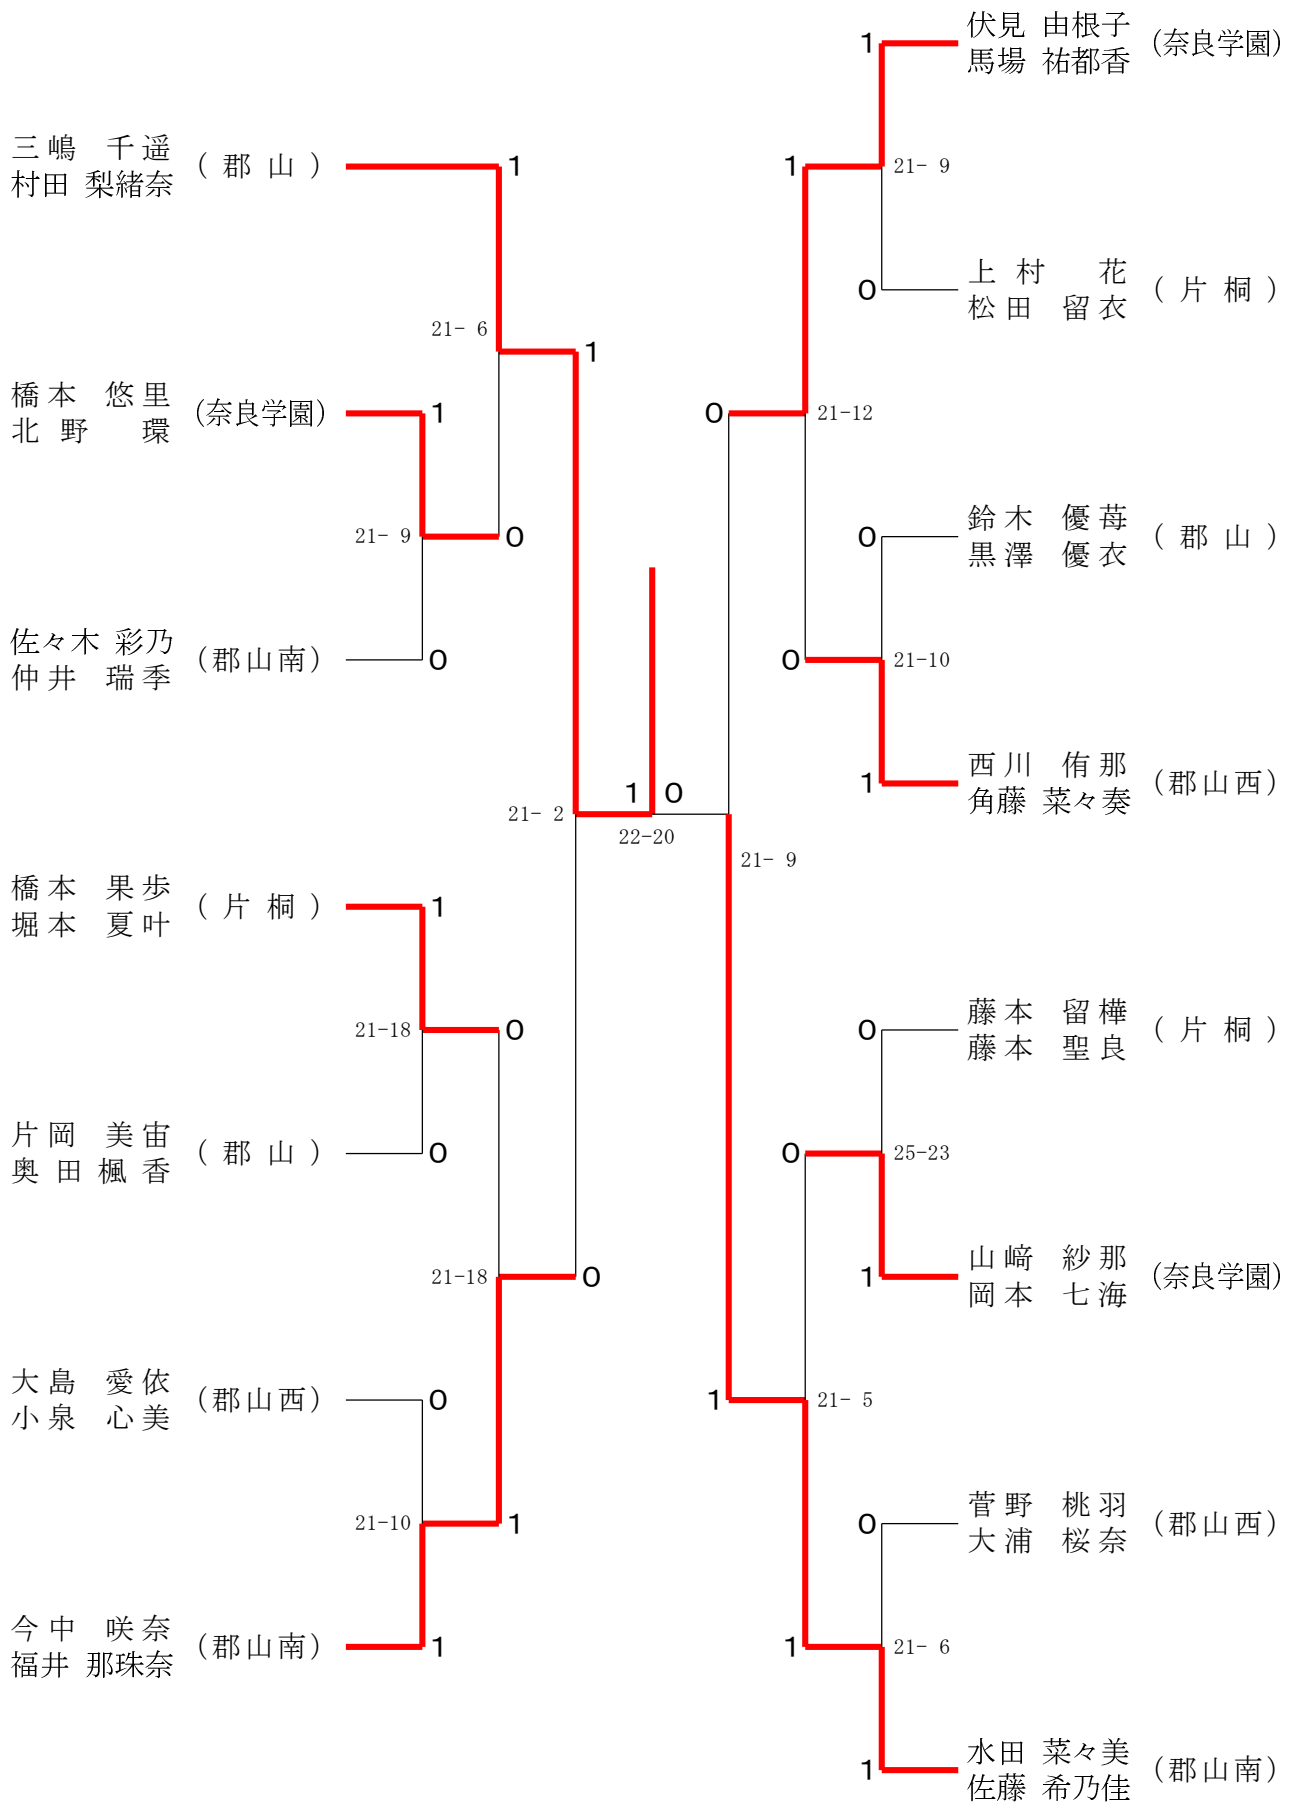 三嶋 千遥
村田 梨緒奈
(郡山)
1
21- 6
1
橋本 悠里
北野 環
(奈良学園)
1
21- 9
0
佐々木 彩乃
仲井 瑞季
(郡山南)
0
21- 2
1 0
22-20
橋本 果歩
堀本 夏叶
(片桐)
1
21-18
0
片岡 美宙
奥田 楓香
(郡山)
0
21-18
0
大島 愛依
小泉 心美
(郡山西)
0
21-10
1
今中 咲奈
福井 那珠奈
(郡山南)
1
伏見 由根子
馬場 祐都香
(奈良学園)
1
1
21- 9
上村 花
松田 留衣
(片桐)
0
0
21-12
鈴木 優苺
黒澤 優衣
(郡山)
0
0
21-10
西川 侑那
角藤 菜々奏
(郡山西)
1
21- 9
藤本 留樺
藤本 聖良
(片桐)
0
0
25-23
山﨑 紗那
岡本 七海
(奈良学園)
1
1
21- 5
菅野 桃羽
大浦 桜奈
(郡山西)
0
1
21- 6
水田 菜々美
佐藤 希乃佳
(郡山南)
1